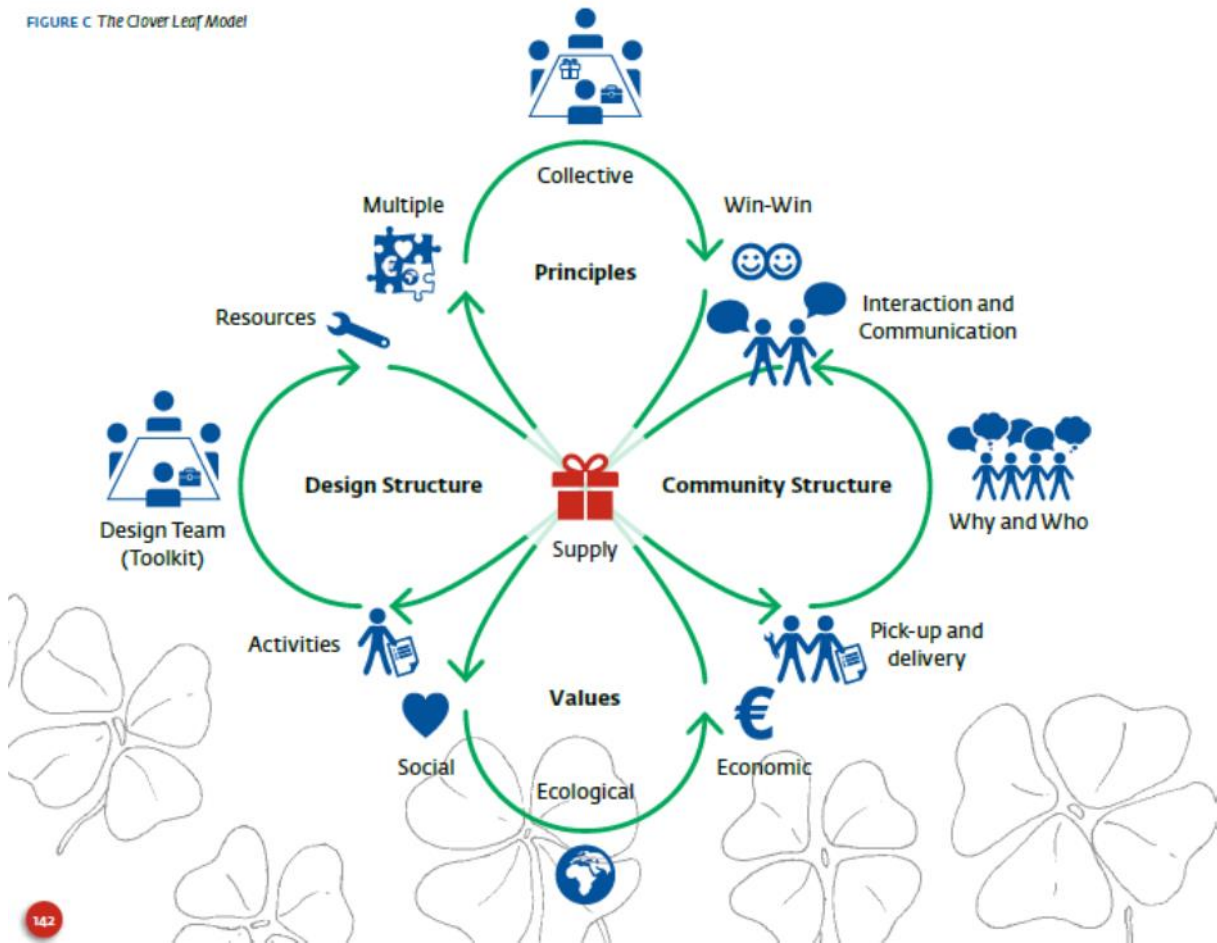 FIGURE C The Clover Leaf Model
Collective
Multiple
Win-Win
Principles
Resources
Interaction and
Communication
Design Structure
Community Structure
Design Team
(Toolkit)
Why and Who
Supply
Activities
Pick-up and
delivery
Values
€
Social
Economic
Ecological
142